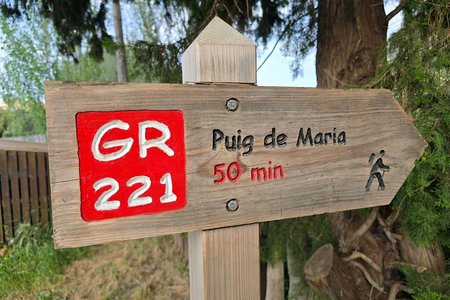 GR
221
Puig de Maria
50 min